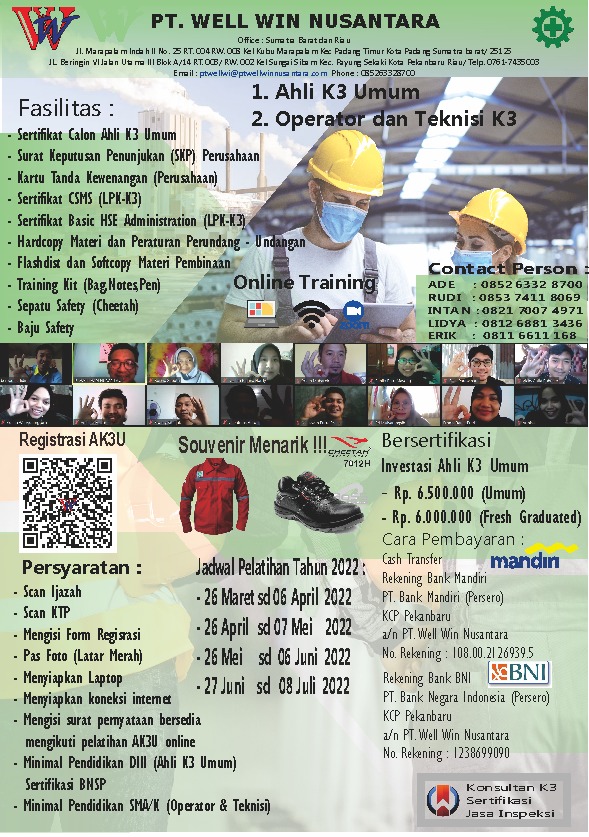 PT. WELL WIN NUSANTARA
Office : Sumatra Barat dan Riau
Jl. Marapalam Indah II No. 25 RT.004 RW.008 Kel Kubu Marapalam Kec Padang Timur Kota Padang Sumatra barat/ 25125
JL. Beringin VI Jalan Utama III Blok A/14 RT.003/ RW.002 Kel Sungai Sibam Kec. Payung Sekaki Kota Pekanbaru Riau/ Telp. 0761-7435003
Email : ptwellwi@ptwellwinnusantara.com Phone : 085263328700
1. Ahli K3 Umum
2. Operator dan Teknisi K3
Fasilitas :
- Sertifikat Calon Ahli K3 Umum
- Surat Keputusan Penunjukan (SKP) Perusahaan
- Kartu Tanda Kewenangan (Perusahaan)
- Sertifikat CSMS (LPK-K3)
- Sertifikat Basic HSE Administration (LPK-K3)
- Hardcopy Materi dan Peraturan Perundang - Undangan
- Flashdist dan Softcopy Materi Pembinaan
- Training Kit (Bag,Notes,Pen)
- Sepatu Safety (Cheetah)
- Baju Safety
Online Training
zoom
Contact Person :
ADE : 0852 6332 8700
RUDI : 0853 7411 8069
INTAN : 0821 7007 4971
LIDYA : 0812 6881 3436
ERIK : 0811 6611 168
Registrasi AK3U
Souvenir Menarik !!!
CHEETAH
7012H
Bersertifikasi
Investasi Ahli K3 Umum
- Rp. 6.500.000 (Umum)
- Rp. 6.000.000 (Fresh Graduated)
Cara Pembayaran :
Cash Transfer
mandiri
Rekening Bank Mandiri
PT. Bank Mandiri (Persero)
KCP Pekanbaru
a/n PT. Well Win Nusantara
No. Rekening : 108.00.2126939.5
Rekening Bank BNI
BNI
PT. Bank Negara Indonesia (Persero)
KCP Pekanbaru
a/n PT. Well Win Nusantara
No. Rekening : 1238699090
Persyaratan :
- Scan Ijazah
- Scan KTP
- Mengisi Form Regisrasi
- Pas Foto (Latar Merah)
- Menyiapkan Laptop
- Menyiapkan koneksi internet
- Mengisi surat pernyataan bersedia
mengikuti pelatihan AK3U online
- Minimal Pendidikan DIII (Ahli K3 Umum)
Sertifikasi BNSP
- Minimal Pendidikan SMA/K (Operator & Teknisi)
Jadwal Pelatihan Tahun 2022 :
- 26 Maret sd 06 April 2022
- 26 April sd 07 Mei 2022
- 26 Mei sd 06 Juni 2022
- 27 Juni sd 08 Juli 2022
Konsultan K3
Sertifikasi
Jasa Inspeksi